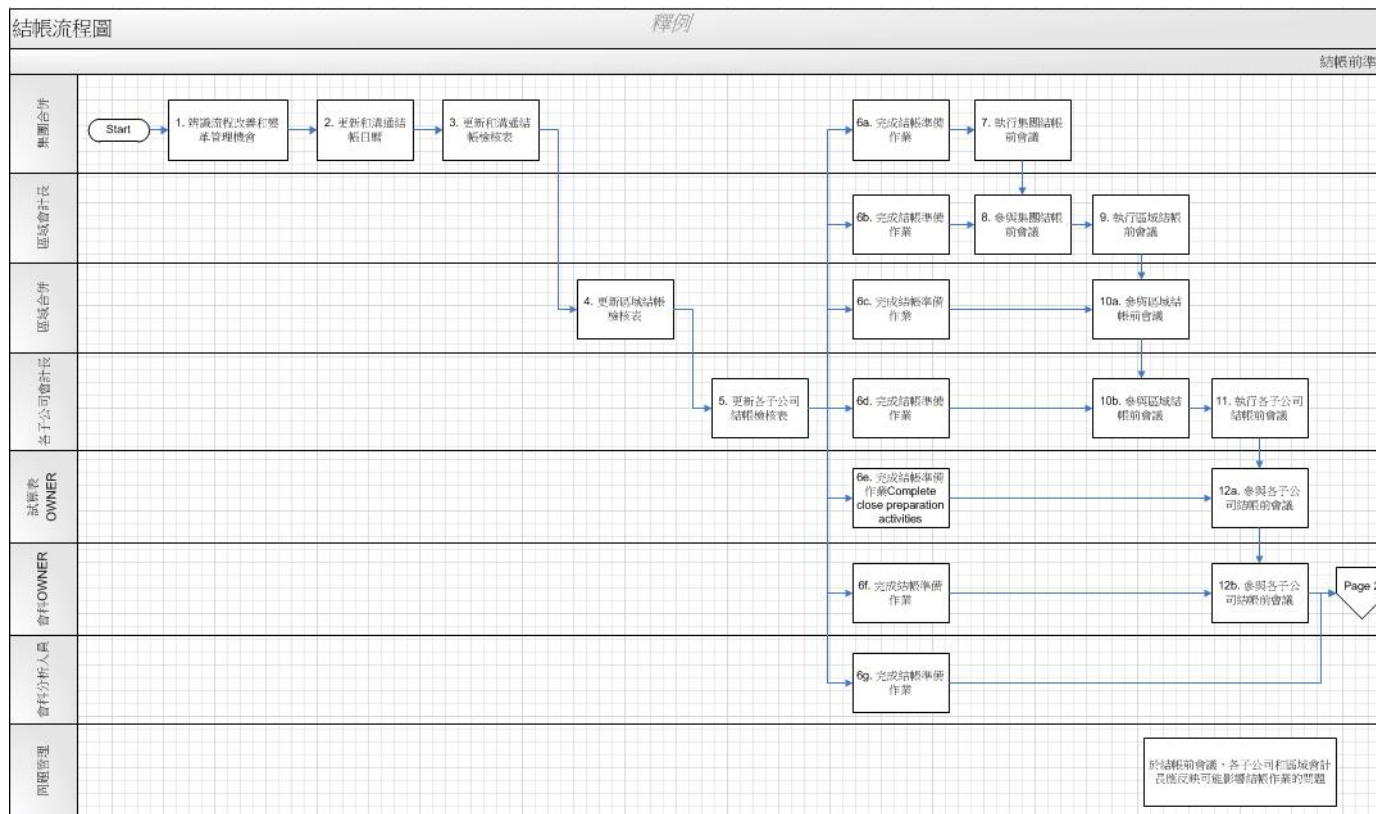 結帳流程圖
釋例
結帳前準
集團合併
Start
1. 辨識流程改善和變
革管理機會
2. 更新和溝通結
帳日曆
3. 更新和溝通結
帳檢核表
6a. 完成結帳準備
作業
7. 執行集團結帳
前會議
區域會計長
6b. 完成結帳準備
作業
8. 參與集團結帳
前會議
9. 執行區域結帳
前會議
區域合併
4. 更新區域結帳
檢核表
6c. 完成結帳準備
作業
10a. 參與區域結
帳前會議
各子公司會計長
5. 更新各子公司
結帳檢核表
6d. 完成結帳準備
作業
10b. 參與區域結
帳前會議
11. 執行各子公司
結帳前會議
試算表
OWNER
6e. 完成結帳準備
作業Complete
close preparation
activities
12a. 參與各子公
司結帳前會議
會科OWNER
6f. 完成結帳準備
作業
12b. 參與各子公
司結帳前會議
Page 2
會科分析人員
6g. 完成結帳準備
作業
問題管理
於結帳前會議，各子公司和區域會計
長應反映可能影響結帳作業的問題